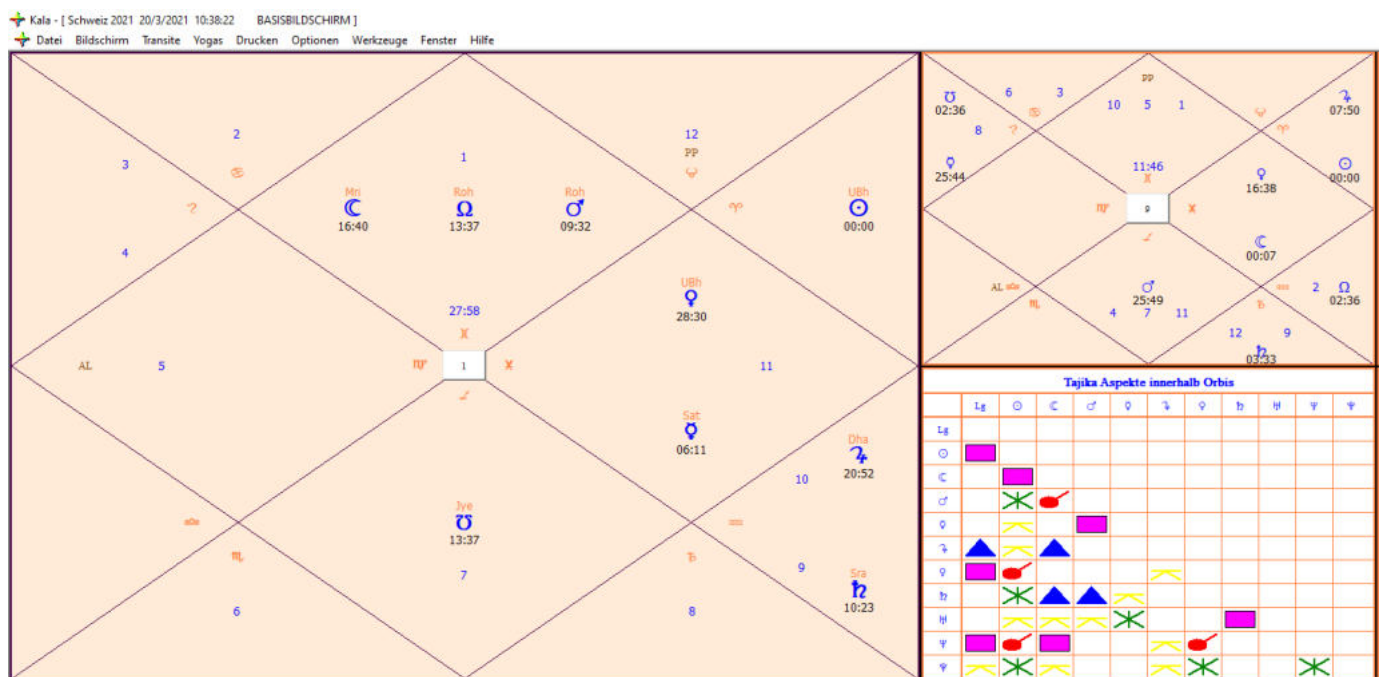 Kala - [ Schweiz 2021 20/3/2021 10:38:22 BASISBILDSCHIRM ]
Datei Bildschirm Transite Yogas Drucken Optionen Werkzeuge Fenster Hilfe
2
3
4
1
12
PP
Mri
16:40
Roh
13:37
Roh
09:32
UBh
00:00
UBh
28:30
27:58
1
AL
5
11
Sat
06:11
Dha
20:52
10
Jye
13:37
7
9
Sra
10:23
6
8
PP
02:36
6
3
10 5 1
07:50
8
25:44
11:46
16:38
00:00
9
00:07
AL
25:49
4 7 11
2
02:36
12
9
03:33
Tajika Aspekte innerhalb Orbis
Lg
Lg